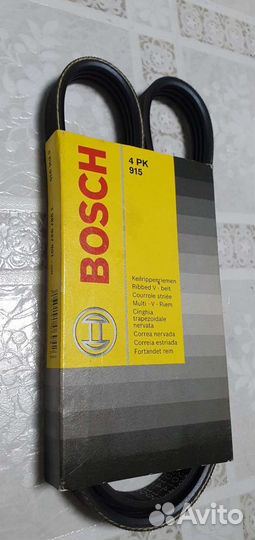 4 PK
915
BOSCH
Keilrippenriemen
Ribbed V - belt
Courroie striée
Multi - V - Riem
Cinghia
trapezoidale
nervata
Correa nervada
Correia estriada
Fortandet rem
Avito